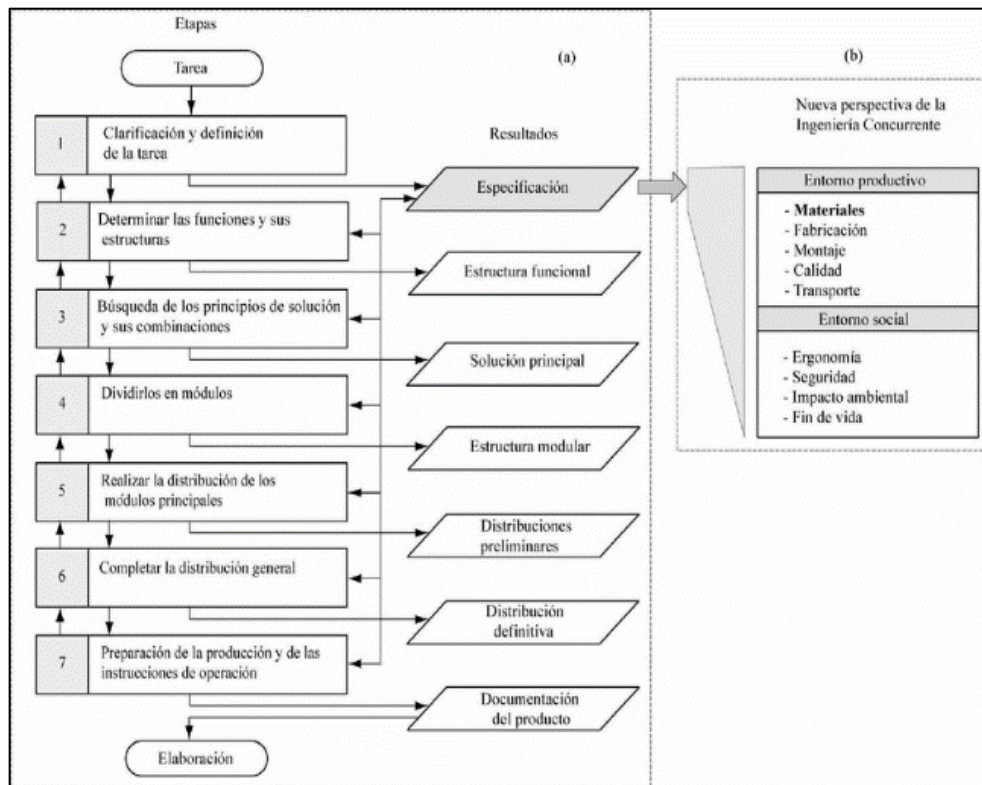 Etapas
(a)
(b)
Tarea
Nueva perspectiva de la
Ingeniería Concurrente
1
Clarificación y definición
de la tarea
Resultados
Especificación
Entorno productivo
- Materiales
- Fabricación
- Montaje
- Calidad
- Transporte
Entorno social
- Ergonomía
- Seguridad
- Impacto ambiental
- Fin de vida
2
Determinar las funciones y sus
estructuras
Estructura funcional
3
Búsqueda de los principios de solución
y sus combinaciones
Solución principal
4
Dividirlos en módulos
Estructura modular
5
Realizar la distribución de los
módulos principales
Distribuciones
preliminares
6
Completar la distribución general
Distribución
definitiva
7
Preparación de la producción y de las
instrucciones de operación
Documentación
del producto
Elaboración